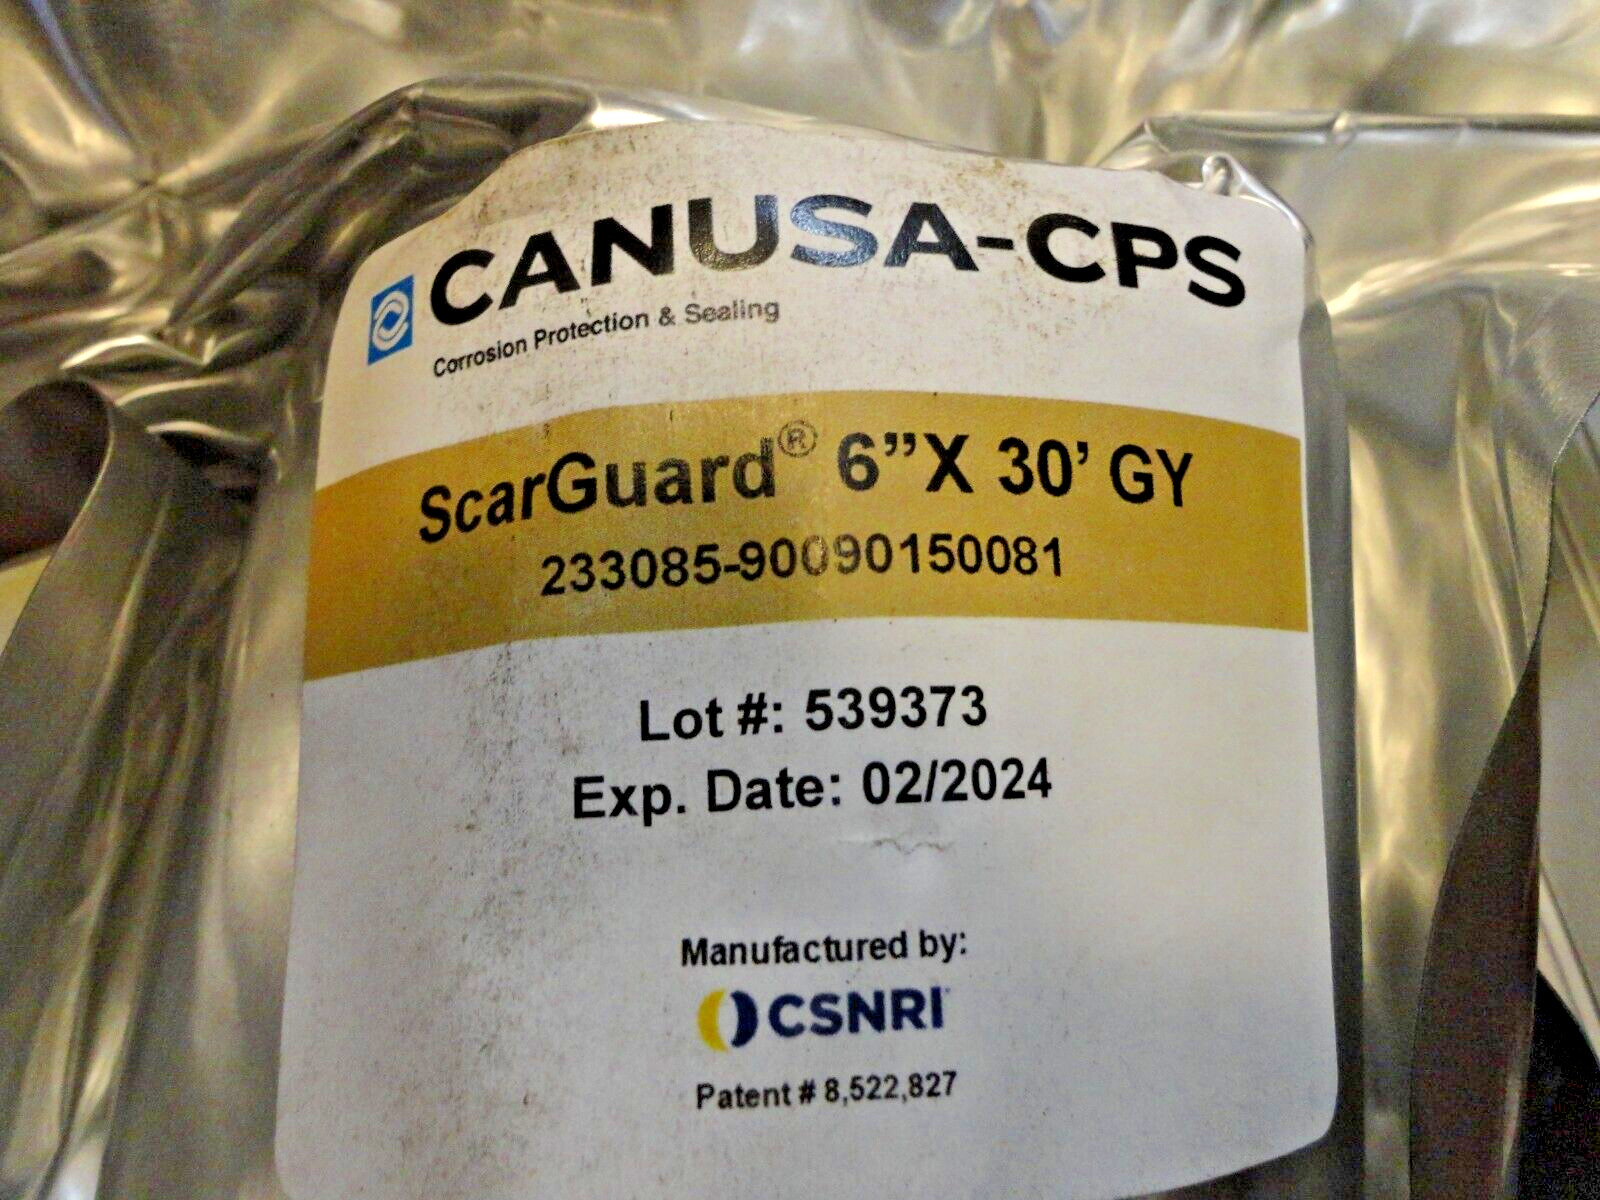 CANUSA-CPS
Corrosion Protection & Sealing
ScarGuard® 6”X 30’ GY
233085-90090150081
Lot #: 539373
Exp. Date: 02/2024
Manufactured by:
CSNRI
Patent # 8,522,827